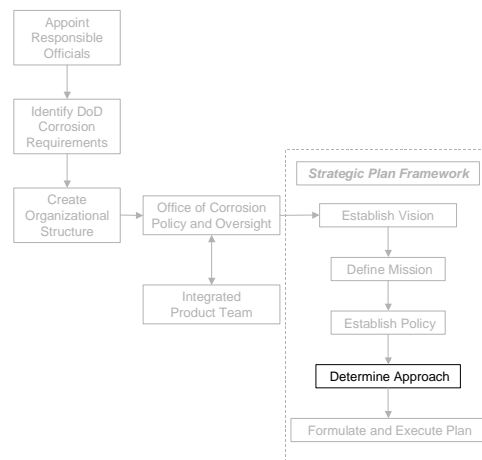 Appoint
Responsible
Officials
Identify DoD
Corrosion
Requirements
Create
Organizational
Structure
Office of Corrosion
Policy and Oversight
Integrated
Product Team
Strategic Plan Framework
Establish Vision
Define Mission
Establish Policy
Determine Approach
Formulate and Execute Plan